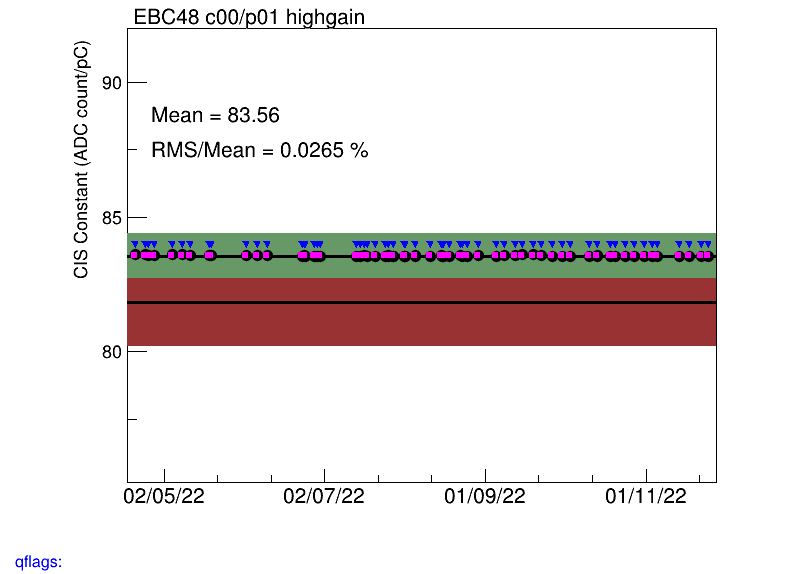 EBC48 c00/p01 highgain
CIS Constant (ADC count/pC)
90
Mean = 83.56
RMS/Mean = 0.0265 %
85
80
02/05/22 02/07/22 01/09/22 01/11/22
qflags: